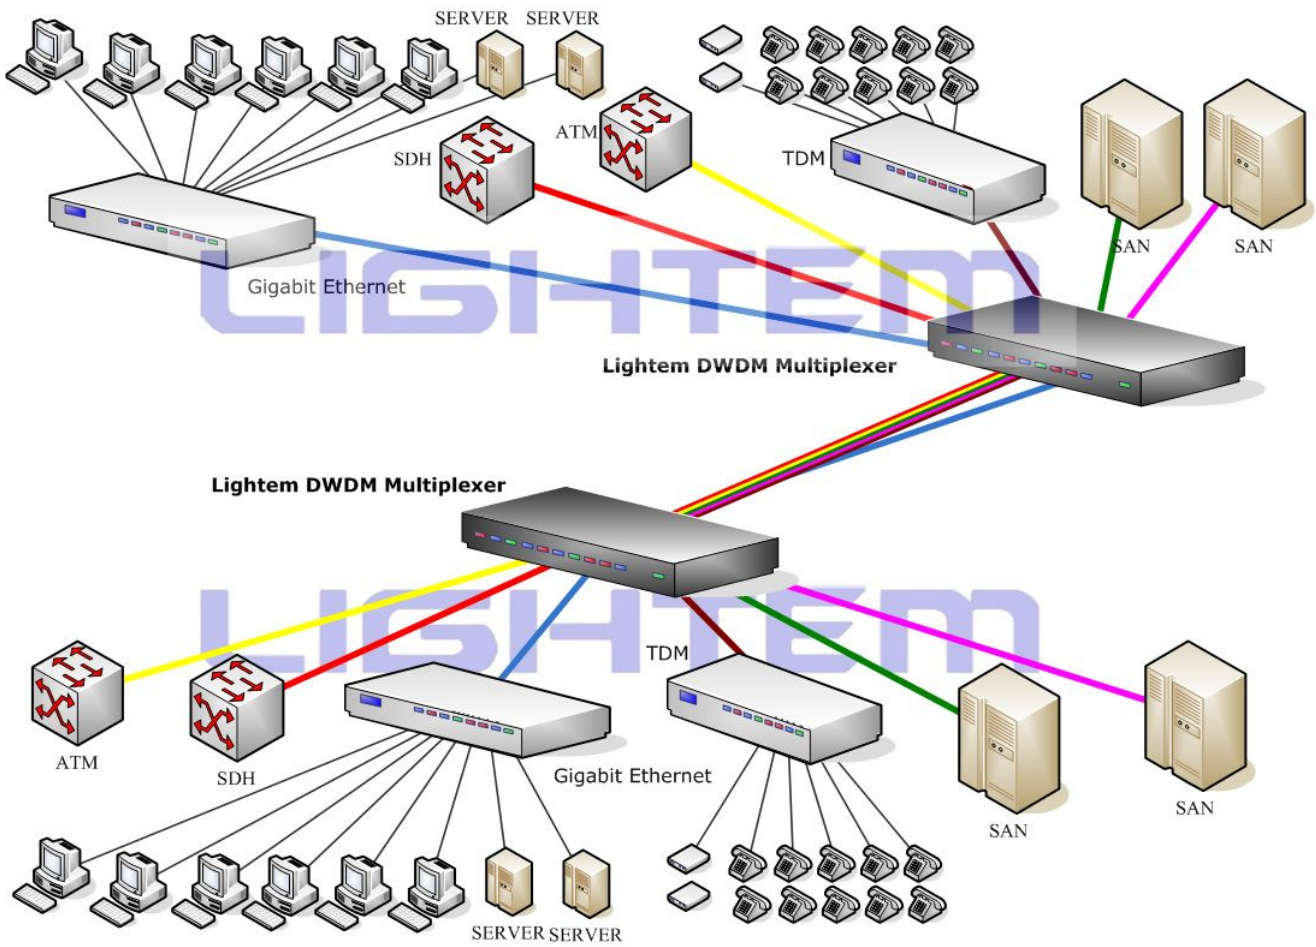 SERVER SERVER
ATM
SDH
TDM
SAN SAN
Gigabit Ethernet
LIGHTEM
Lightem DWDM Multiplexer
Lightem DWDM Multiplexer
LIGHTEM
TDM
ATM
SDH
Gigabit Ethernet
SAN
SAN
SERVER SERVER